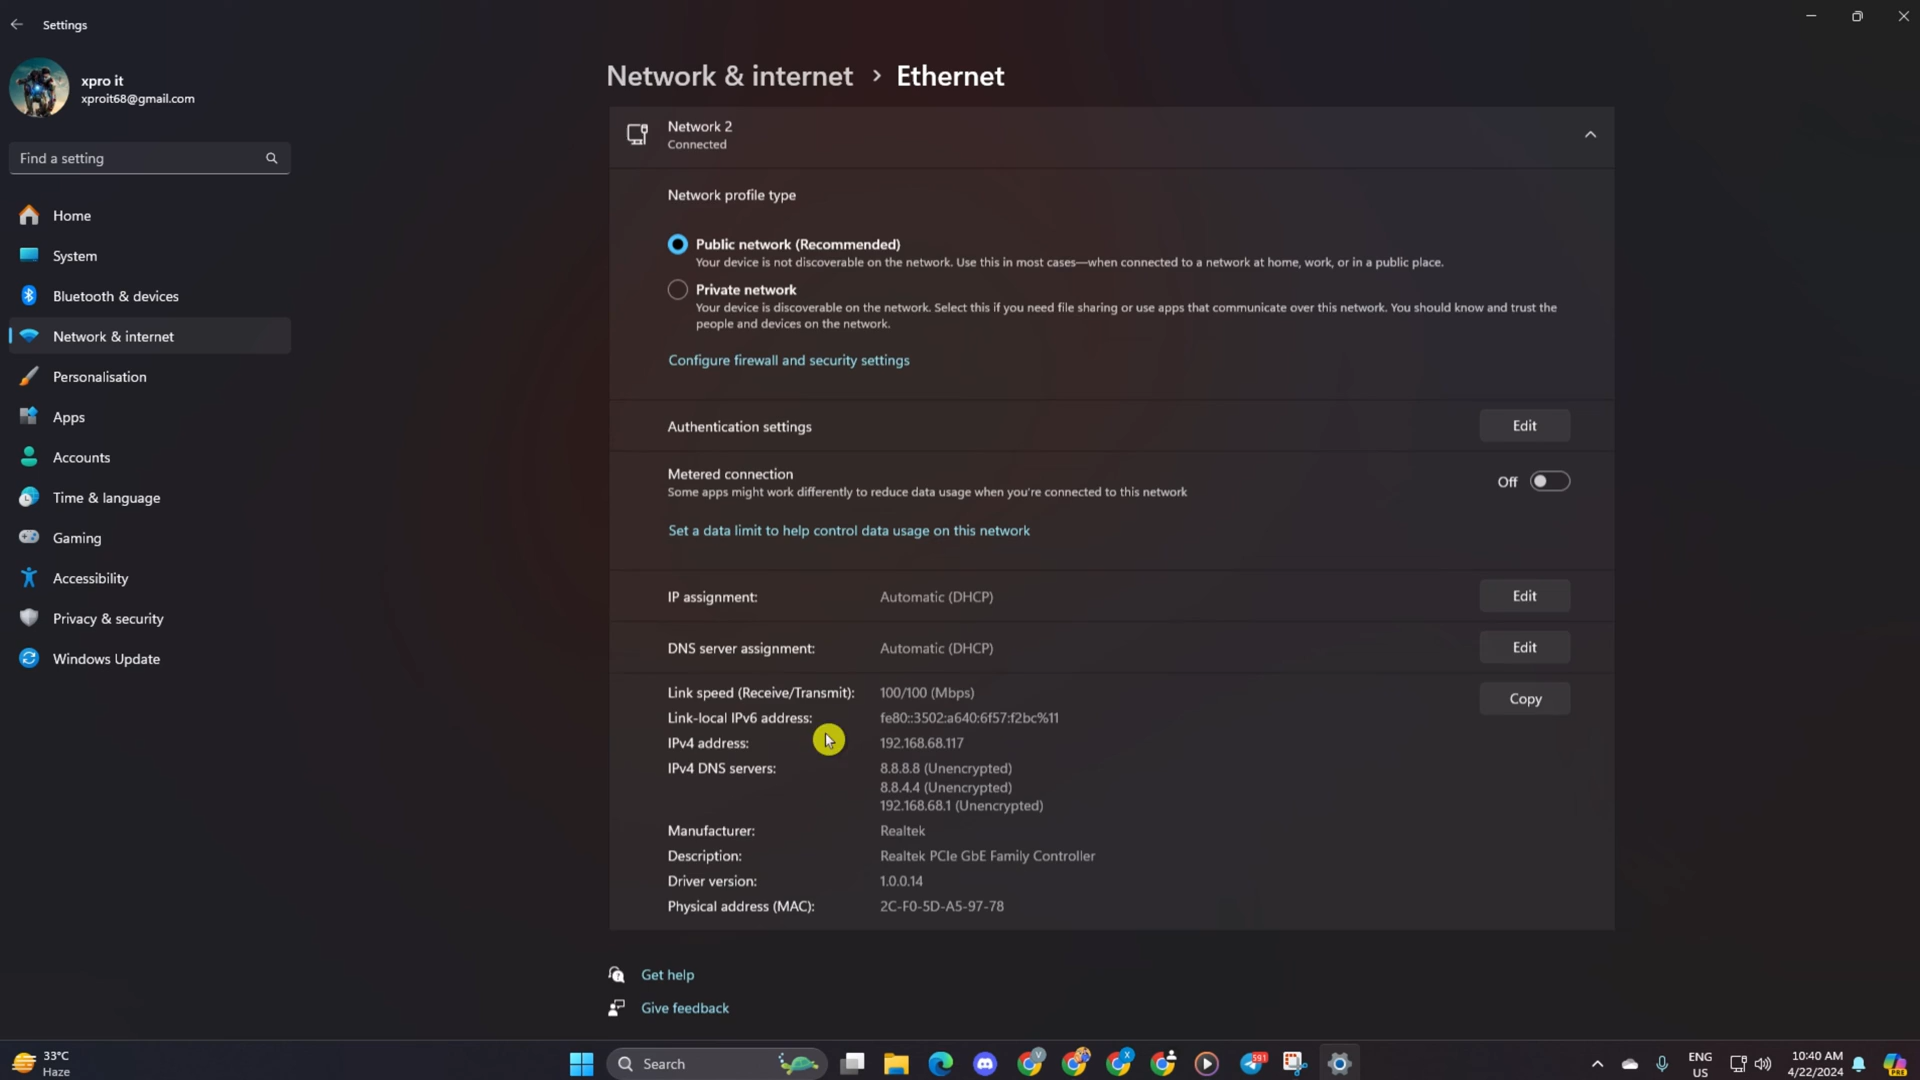 Settings
xpro it
xproit68@gmail.com
Find a setting
Home
System
Bluetooth & devices
Network & internet
Personalisation
Apps
Accounts
Time & language
Gaming
Accessibility
Privacy & security
Windows Update
Network & internet > Ethernet
Network 2
Connected
Network profile type
Public network (Recommended)
Your device is not discoverable on the network. Use this in most cases—when connected to a network at home, work, or in a public place.
Private network
Your device is discoverable on the network. Select this if you need file sharing or use apps that communicate over this network. You should know and trust the
people and devices on the network.
Configure firewall and security settings
Authentication settings Edit
Metered connection
Some apps might work differently to reduce data usage when you're connected to this network
Off
Set a data limit to help control data usage on this network
IP assignment: Automatic (DHCP) Edit
DNS server assignment: Automatic (DHCP) Edit
Link speed (Receive/Transmit): 100/100 (Mbps) Copy
Link-local IPv6 address: fe80::3502:a640:6f57:f2bc%11
IPv4 address: 192.168.68.117
IPv4 DNS servers: 8.8.8.8 (Unencrypted)
8.8.4.4 (Unencrypted)
192.168.68.1 (Unencrypted)
Manufacturer: Realtek
Description: Realtek PCIe GbE Family Controller
Driver version: 1.0.0.14
Physical address (MAC): 2C-F0-5D-A5-97-78
Get help
Give feedback
33°C
Haze
Search
V
X
591
ENG
US
10:40 AM
4/22/2024
PRE